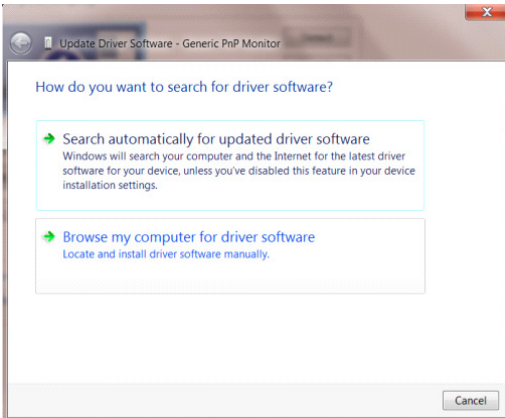 Update Driver Software - Generic PnP Monitor
How do you want to search for driver software?
Search automatically for updated driver software
Windows will search your computer and the Internet for the latest driver
software for your device, unless you've disabled this feature in your device
installation settings.
Browse my computer for driver software
Locate and install driver software manually.
Cancel